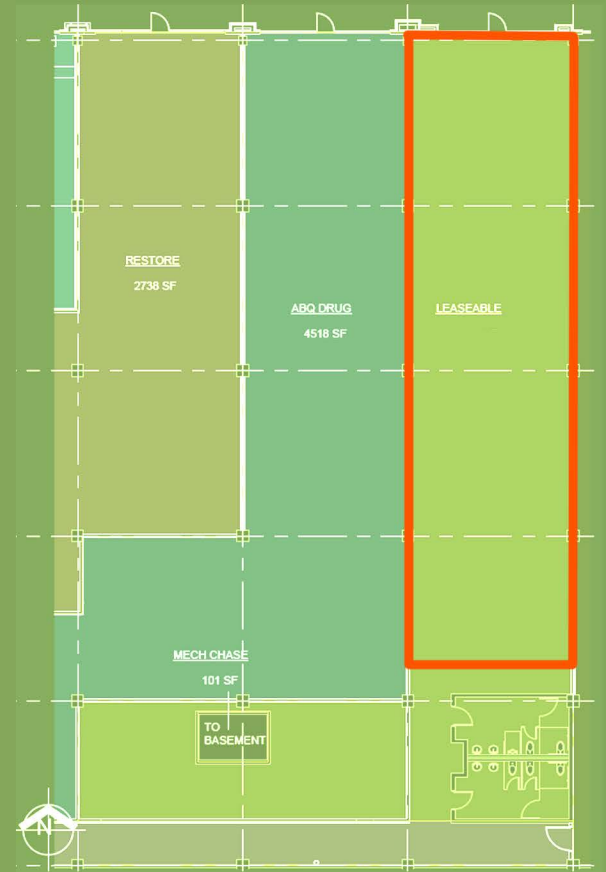 RESTORE
2738 SF
ABQ DRUG
4518 SF
LEASEABLE
MECH CHASE
101 SF
TO
BASEMENT
N